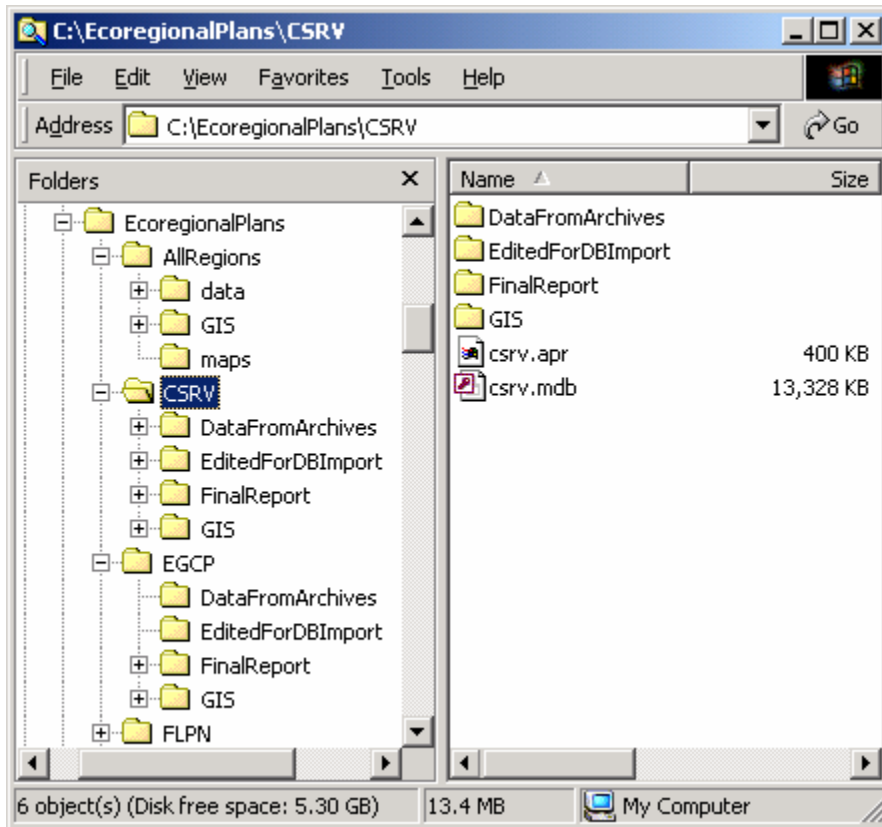 C:\EcoregionalPlans\CSRV
File Edit View Favorites Tools Help
Address C:\EcoregionalPlans\CSRV Go
Folders
EcoregionalPlans
AllRegions
data
GIS
maps
CSRV
DataFromArchives
EditedForDBImport
FinalReport
GIS
EGCP
DataFromArchives
EditedForDBImport
FinalReport
GIS
FLPN
Name Size
DataFromArchives
EditedForDBImport
FinalReport
GIS
csrv.apr 400 KB
csrv.mdb 13,328 KB
6 object(s) (Disk free space: 5.30 GB) 13.4 MB My Computer